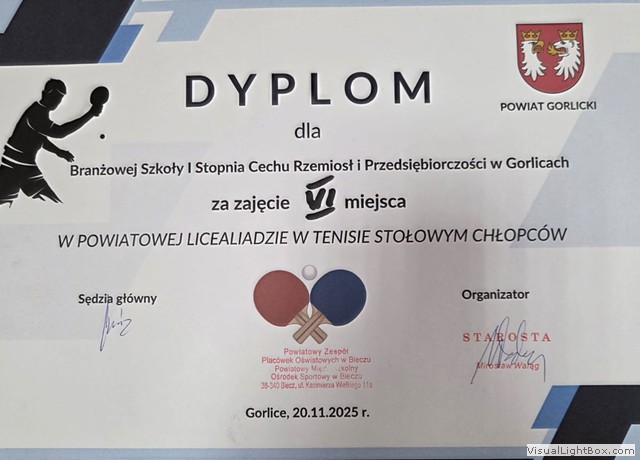 DYPLOM
POWIAT GORLICKI
dla
Branżowej Szkoły I Stopnia Cechu Rzemiosł i Przedsiębiorczości w Gorlicach
za zajęcie VI miejsca
W POWIATOWEJ LICEALIADZIE W TENISIE STOŁOWYM CHŁOPCÓW
Sędzia główny
Organizator
STAROSTA
Mirosław Waląg
Powiatowy Zespół
Placówek Oświatowych w Bieczu
Powiatowy
Ośrodek Sportowy w Bieczu
38-340 Biecz, ul. Kazimierza Wielkiego 11a
Gorlice, 20.11.2025 r.
VisualLightBox.com